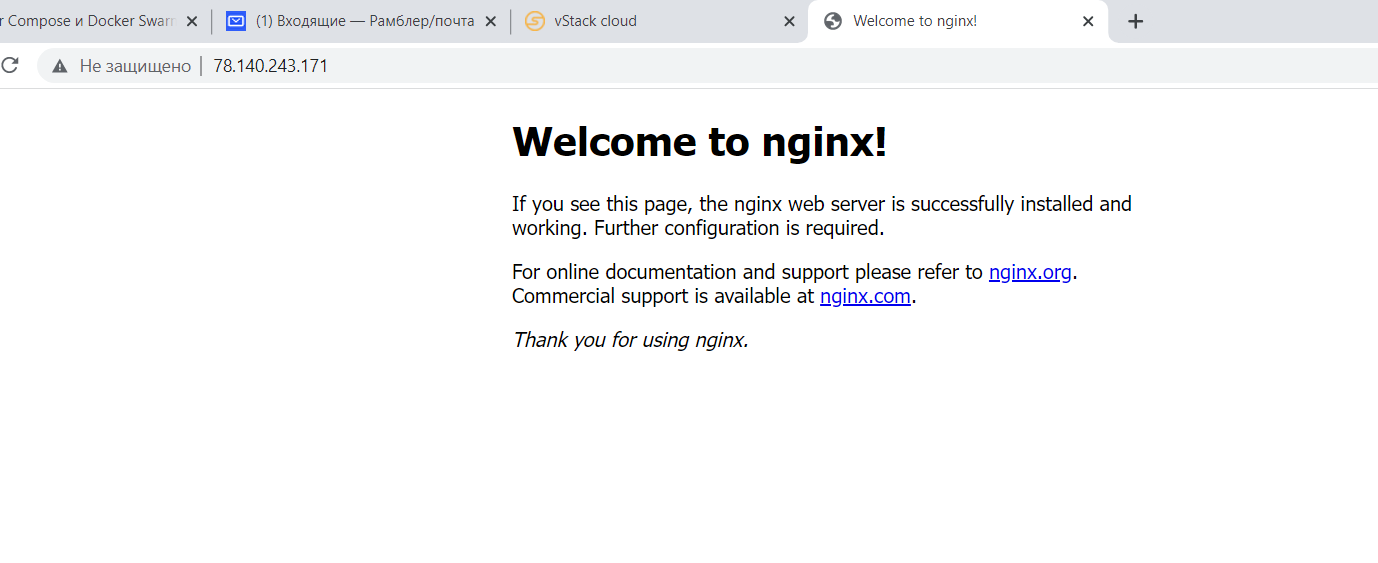 r Compose и Docker Swarm
(1) Входящие — Рамблер/почта
vStack cloud
Welcome to nginx!
Не защищено
78.140.243.171
Welcome to nginx!
If you see this page, the nginx web server is successfully installed and
working. Further configuration is required.
For online documentation and support please refer to nginx.org.
Commercial support is available at nginx.com.
Thank you for using nginx.